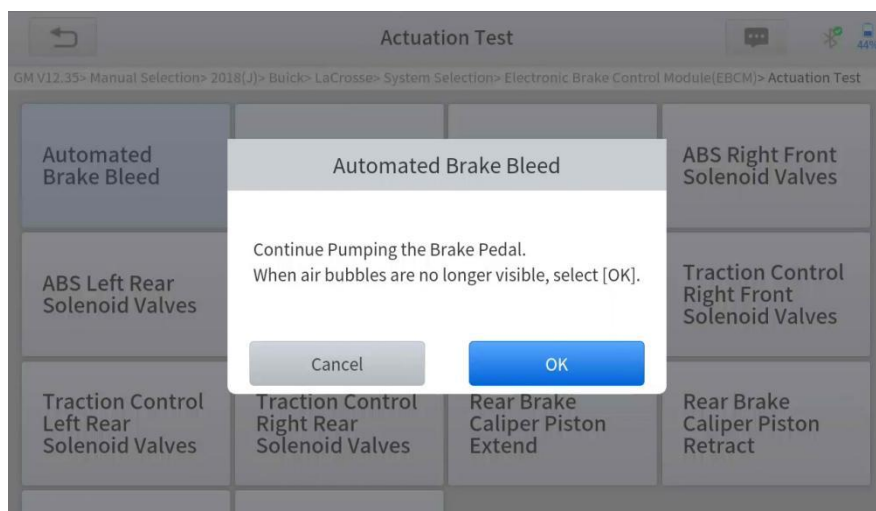 Actuation Test
44%
GM V12.35> Manual Selection> 2018(J)> Buick> LaCrosse> System Selection> Electronic Brake Control Module(EBCM)> Actuation Test
Automated
Brake Bleed
Automated Brake Bleed
ABS Right Front
Solenoid Valves
Continue Pumping the Brake Pedal.
When air bubbles are no longer visible, select [OK].
ABS Left Rear
Solenoid Valves
Traction Control
Right Front
Solenoid Valves
Cancel
OK
Traction Control
Left Rear
Solenoid Valves
Traction Control
Right Rear
Solenoid Valves
Rear Brake
Caliper Piston
Extend
Rear Brake
Caliper Piston
Retract